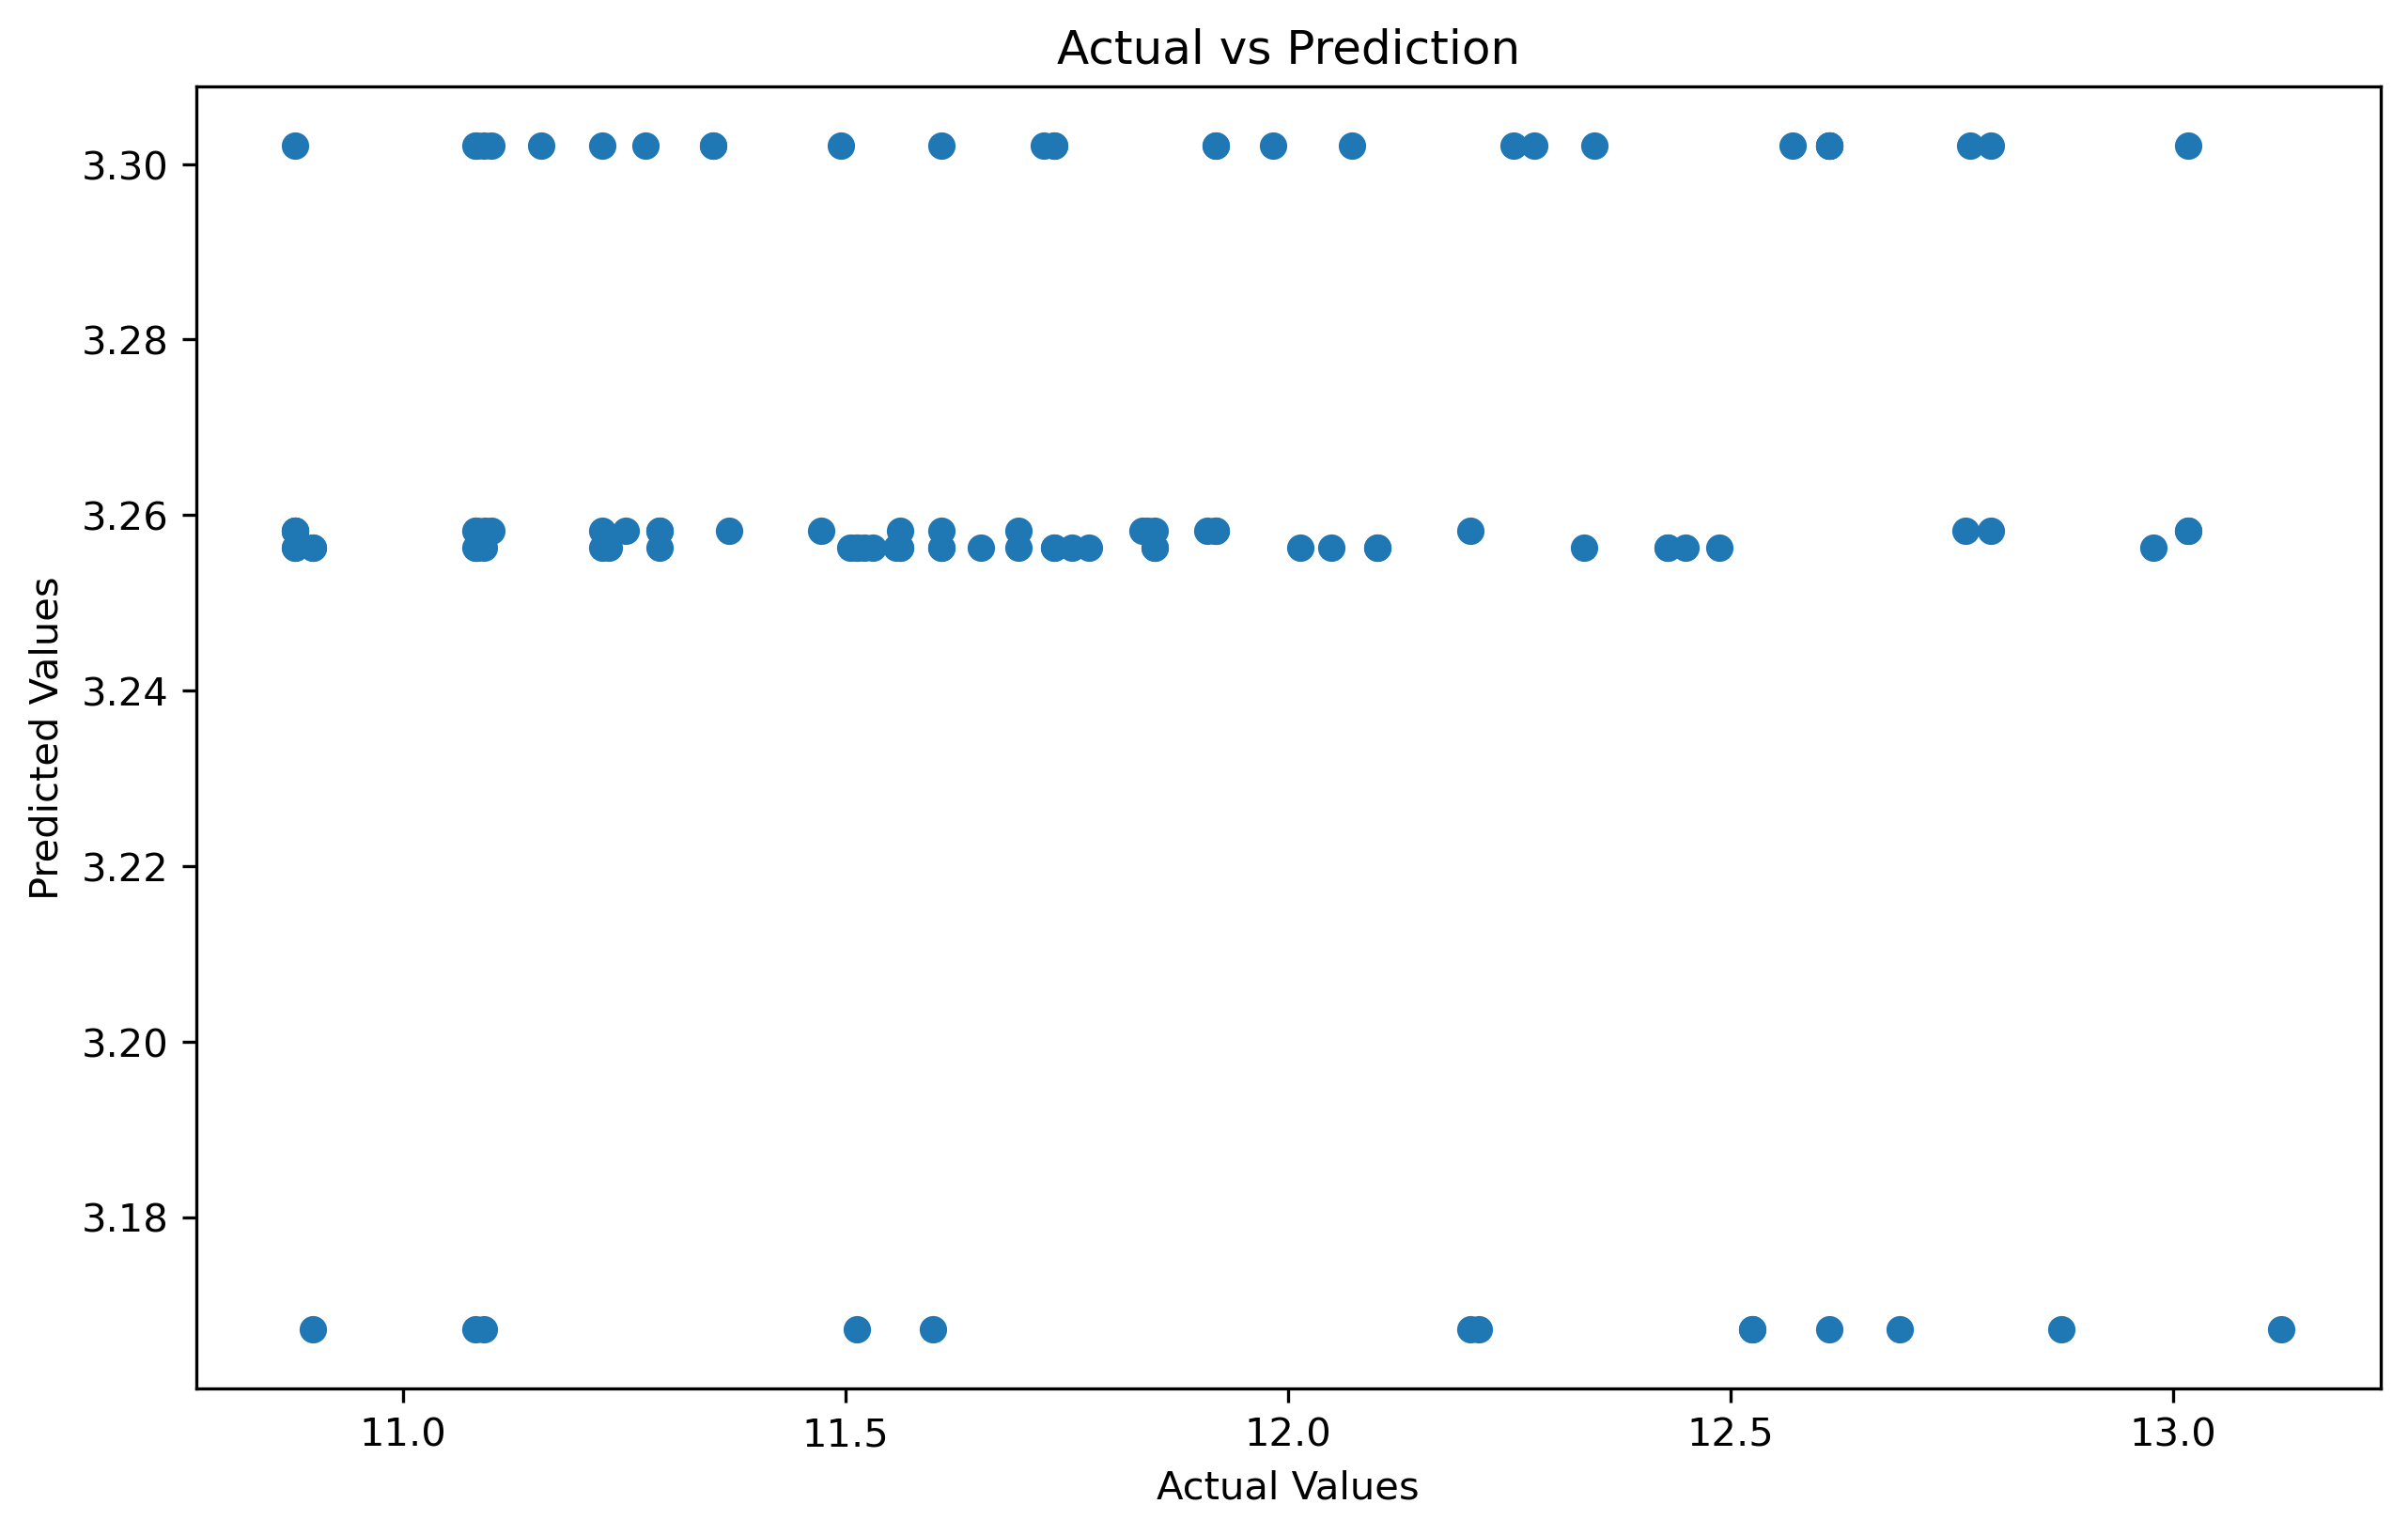 Actual vs Prediction
Predicted Values
3.30
3.28
3.26
3.24
3.22
3.20
3.18
11.0 11.5 12.0 12.5 13.0
Actual Values